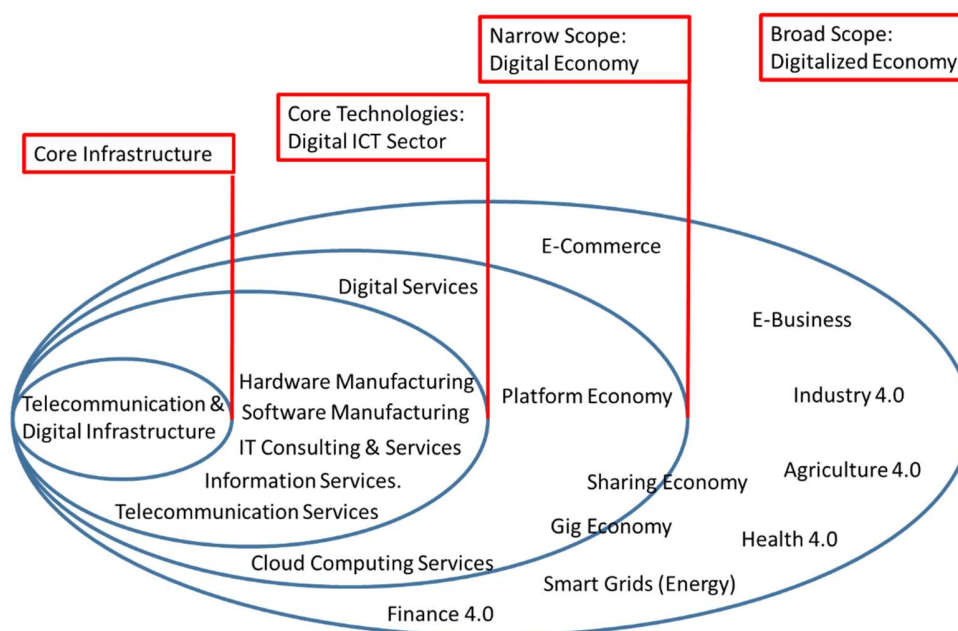 Narrow Scope:
Digital Economy
Broad Scope:
Digitalized Economy
Core Technologies:
Digital ICT Sector
Core Infrastructure
E-Commerce
Digital Services
E-Business
Hardware Manufacturing
Platform Economy
Industry 4.0
Telecommunication &
Digital Infrastructure
Software Manufacturing
IT Consulting & Services
Information Services.
Sharing Economy
Agriculture 4.0
Telecommunication Services
Gig Economy
Health 4.0
Cloud Computing Services
Smart Grids (Energy)
Finance 4.0